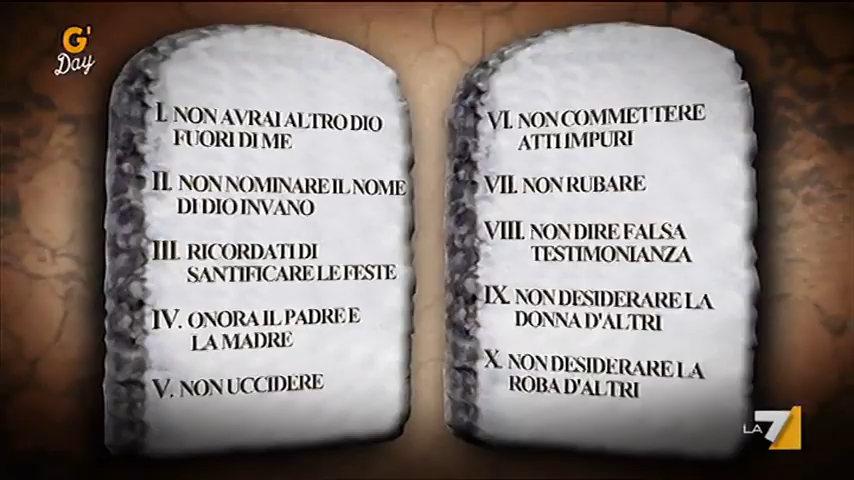 G'
Day
I. NON AVRAI ALTRO DIO
FUORI DI ME
II. NON NOMINARE IL NOME
DI DIO INVANO
III. RICORDATI DI
SANTIFICARE LE FESTE
IV. ONORA IL PADRE E
LA MADRE
V. NON UCCIDERE
VI. NON COMMETTERE
ATTI IMPURI
VII. NON RUBARE
VIII. NON DIRE FALSA
TESTIMONIANZA
IX. NON DESIDERARE LA
DONNA D'ALTRI
X. NON DESIDERARE LA
ROBA D'ALTRI
LA7